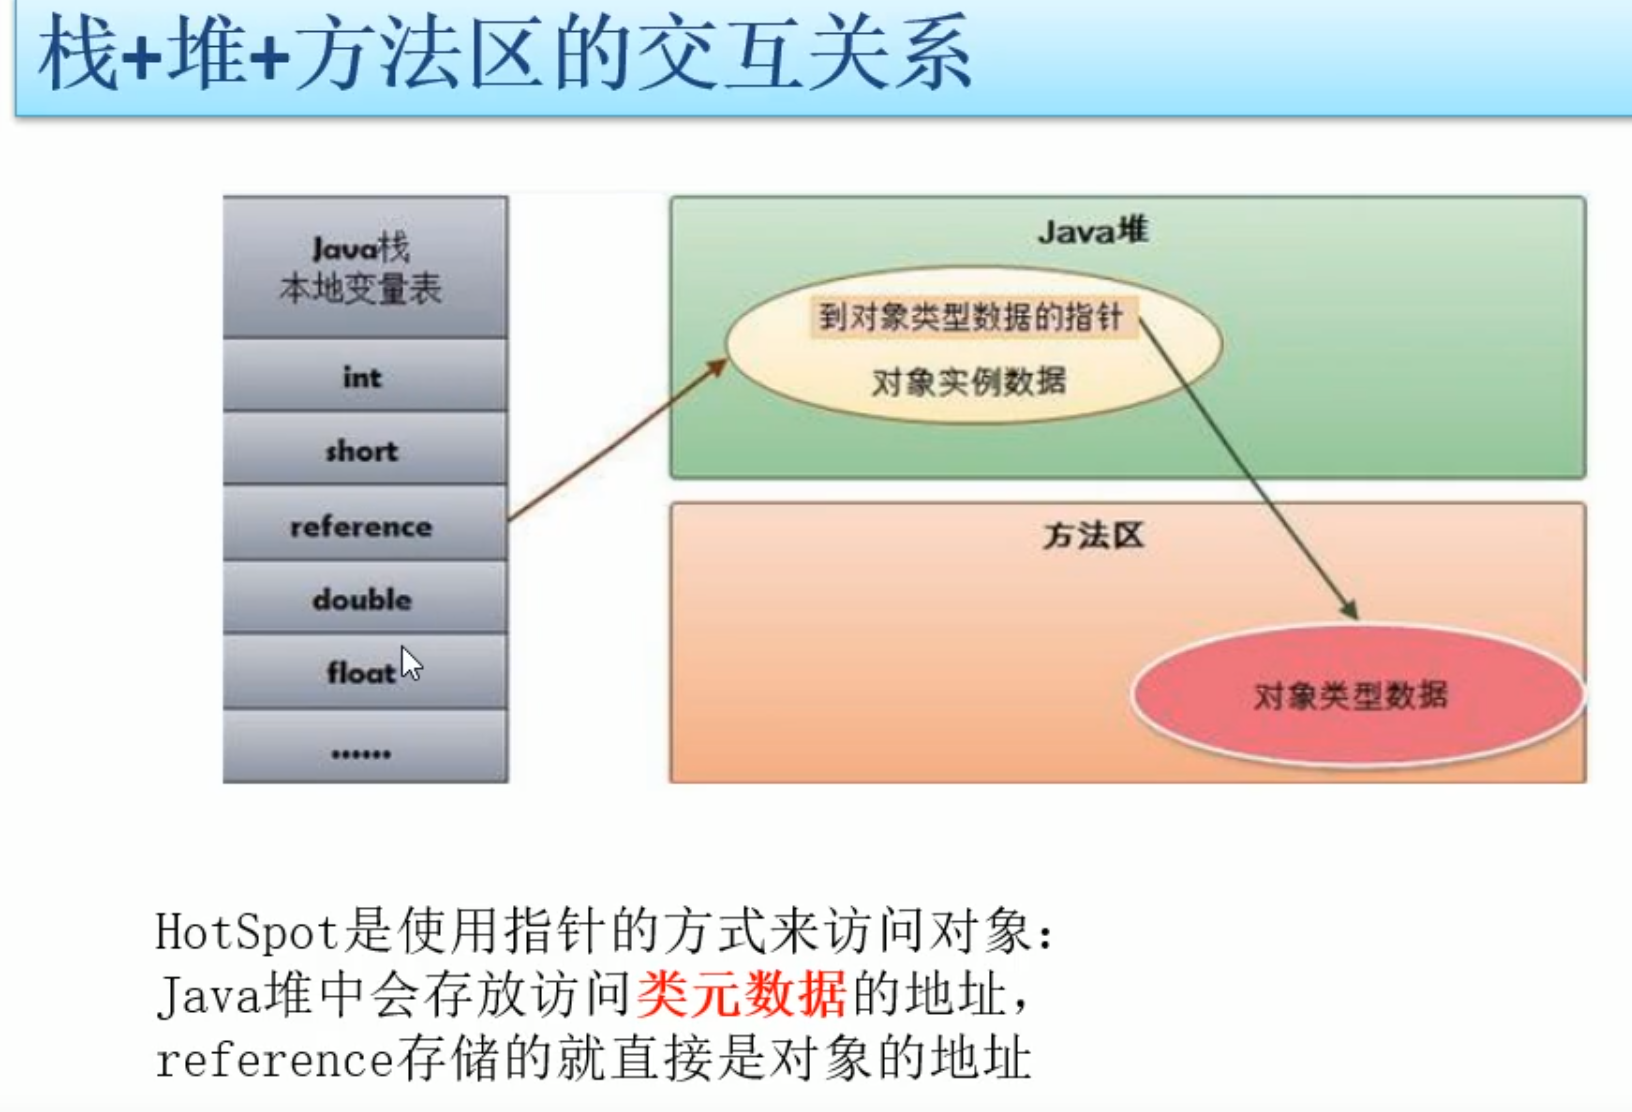 栈+堆+方法区的交互关系
Java栈
本地变量表
int
short
reference
double
float
......
Java堆
到对象类型数据的指针
对象实例数据
方法区
对象类型数据
HotSpot是使用指针的方式来访问对象：
Java堆中会存放访问类元数据的地址，
reference存储的就直接是对象的地址